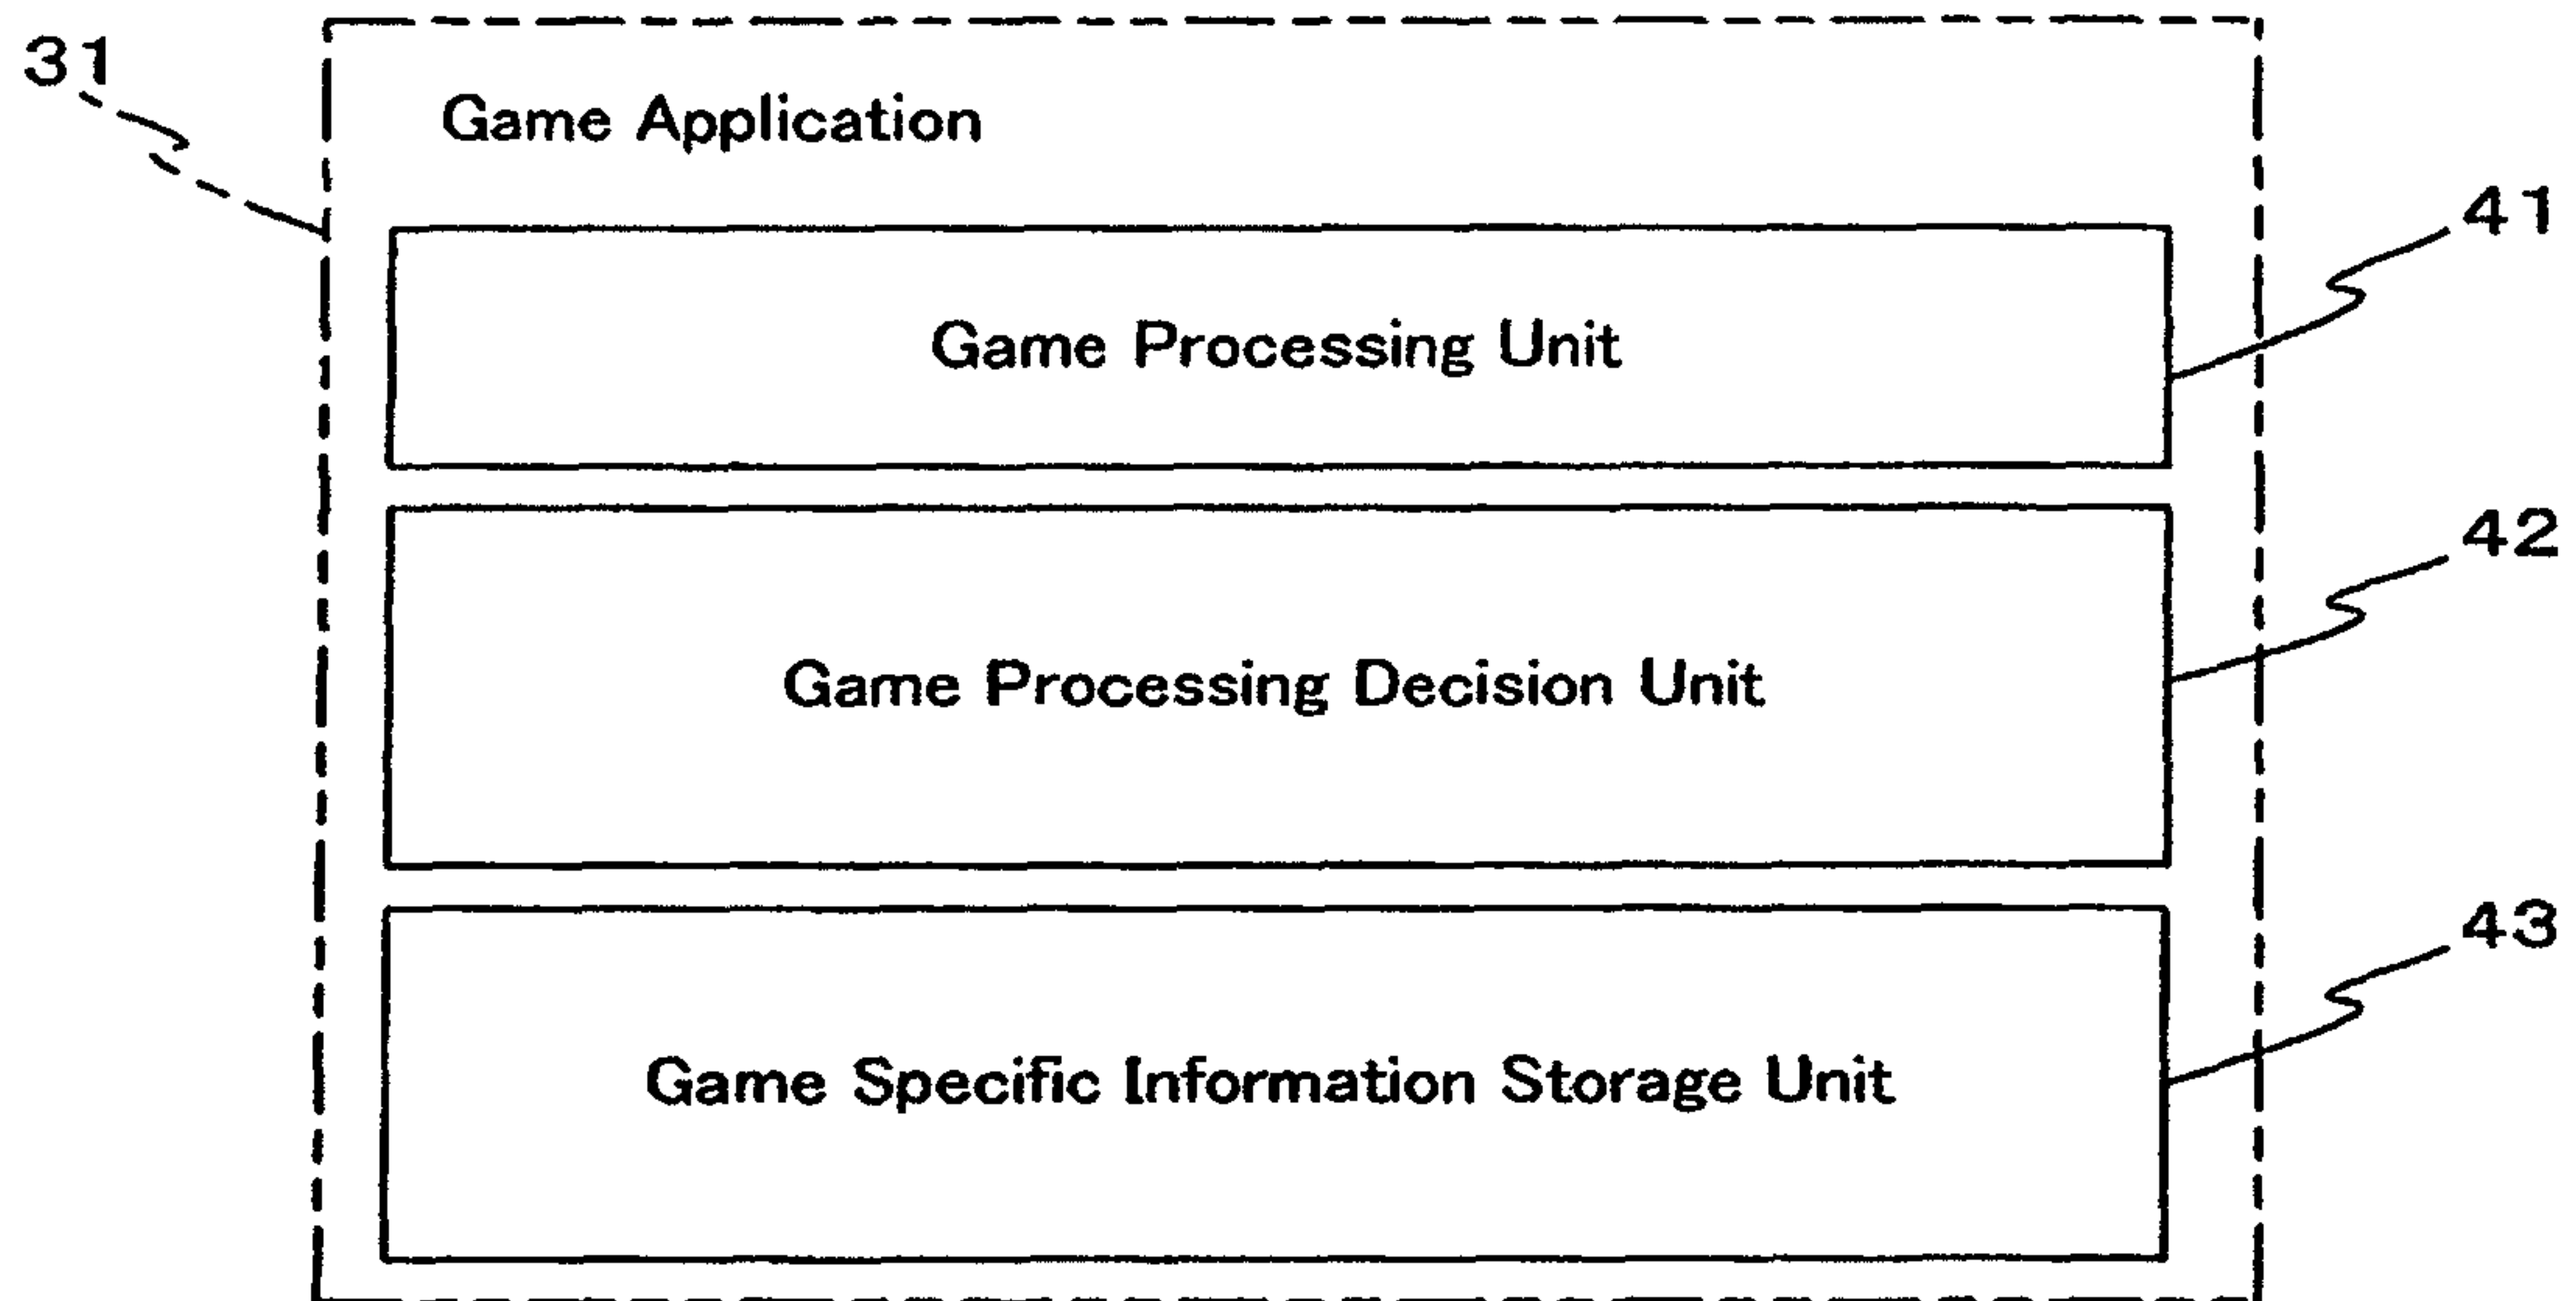 31
Game Application
41
Game Processing Unit
42
Game Processing Decision Unit
43
Game Specific Information Storage Unit